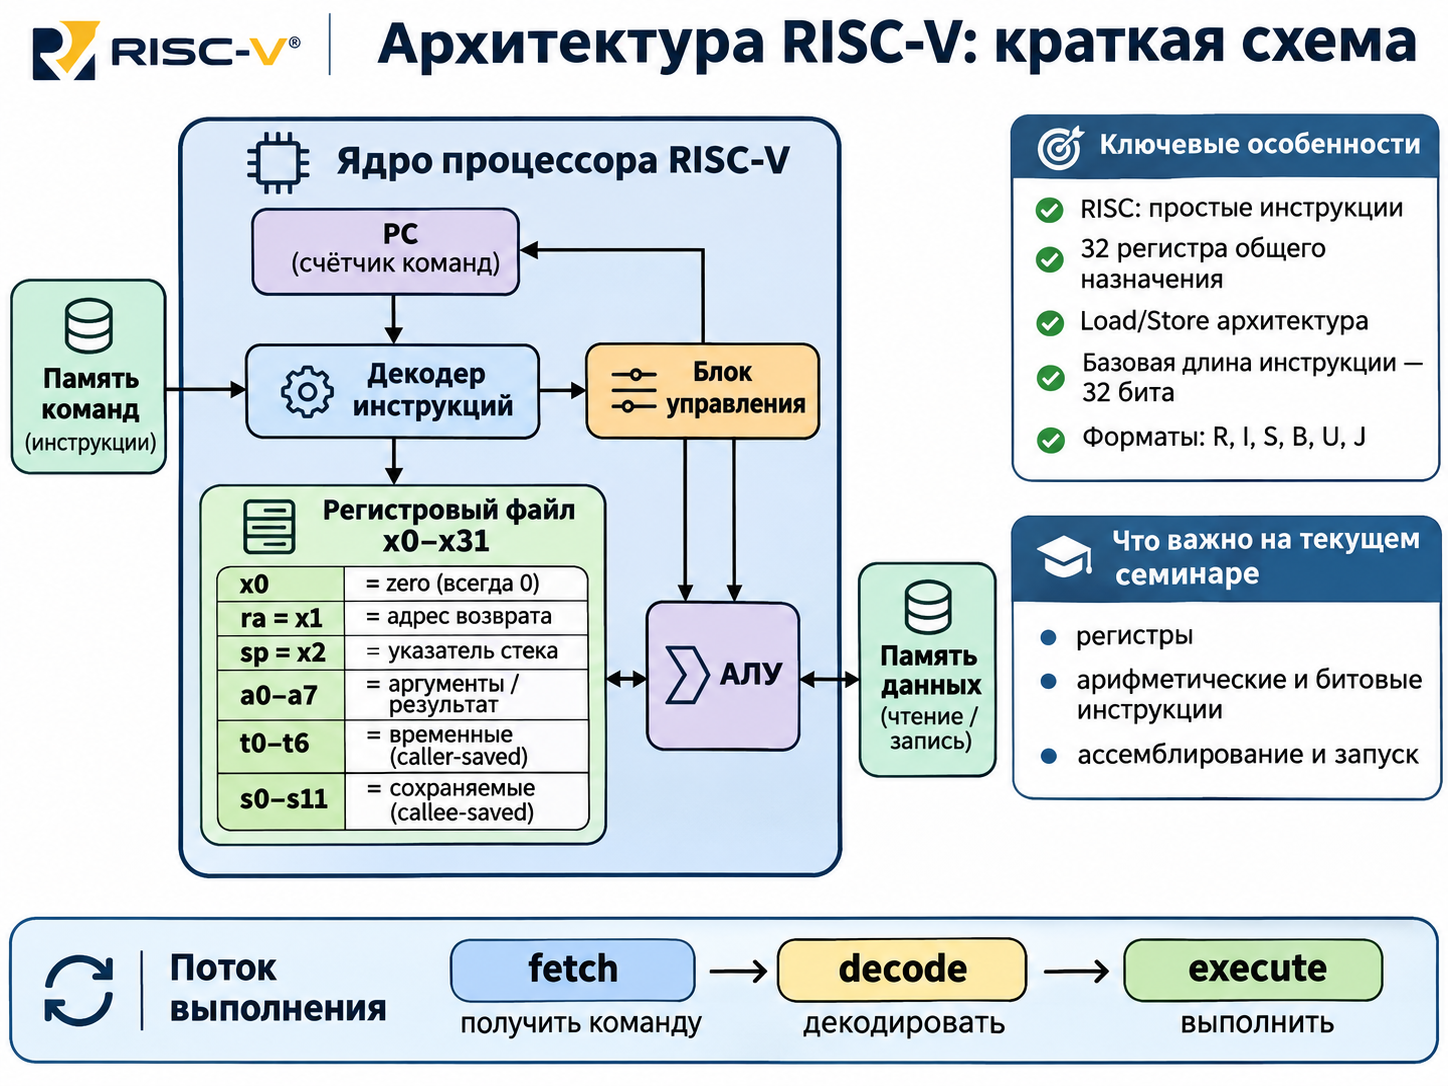 RISC-V®
Архитектура RISC-V: краткая схема
Ядро процессора RISC-V
PC
(счётчик команд)
Память
команд
(инструкции)
Декодер
инструкций
Блок
управления
Регистровый файл
x0–x31
x0 = zero (всегда 0)
ra = x1 = адрес возврата
sp = x2 = указатель стека
a0–a7 = аргументы /
результат
t0–t6 = временные
(caller-saved)
s0–s11 = сохраняемые
(callee-saved)
АЛУ
Память
данных
(чтение /
запись)
Ключевые особенности
RISC: простые инструкции
32 регистра общего
назначения
Load/Store архитектура
Базовая длина инструкции —
32 бита
Форматы: R, I, S, B, U, J
Что важно на текущем
семинаре
регистры
арифметические и битовые
инструкции
ассемблирование и запуск
Поток
выполнения
fetch
получить команду
decode
декодировать
execute
выполнить